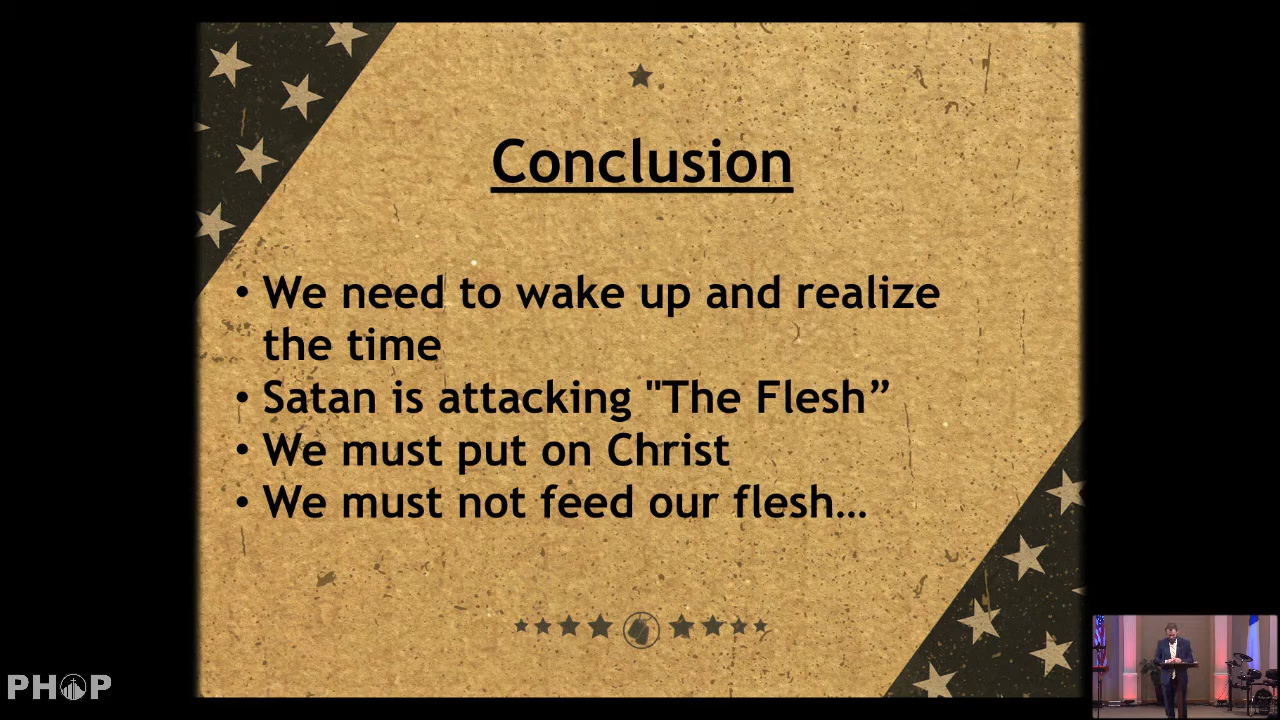 Conclusion
• We need to wake up and realize
the time
• Satan is attacking "The Flesh”
• We must put on Christ
• We must not feed our flesh…
PHOP